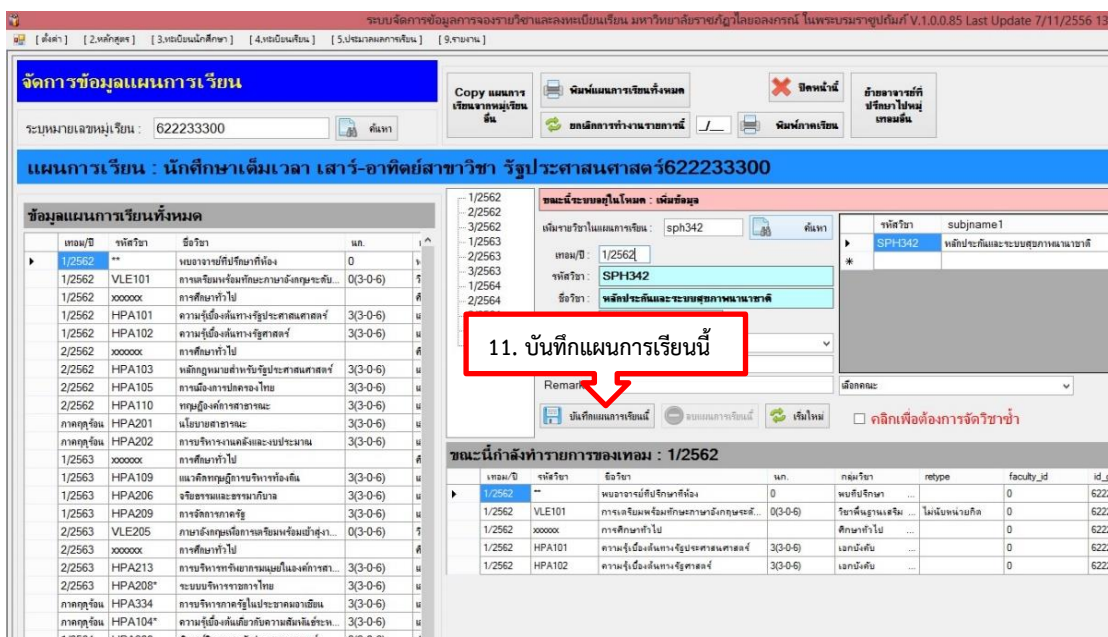 ระบบจัดการข้อมูลการจองรายวิชาและลงทะเบียนเรียน มหาวิทยาลัยราชภัฏวไลยอลงกรณ์ ในพระบรมราชูปถัมภ์ V.1.0.0.85 Last Update 7/11/2556 13
[ตั้งค่า] [2.หลักสูตร] [3.ทะเบียนนักศึกษา] [4.ทะเบียนเรียน] [5.ประมวลผลการเรียน] [9.รายงาน]
จัดการข้อมูลแผนการเรียน
ระบุหมายเลขหมู่เรียน : 622233300 ค้นหา
Copy แผนการเรียนจากหมู่เรียนอื่น
พิมพ์แผนการเรียนทั้งหมด
ปิดหน้านี้
ย้ายอาจารย์ที่ปรึกษาไปหมู่เทอมอื่น
ยกเลิกการทำงานรายการนี้ _/__ พิมพ์ภาคเรียน
แผนการเรียน : นักศึกษาเต็มเวลา เสาร์-อาทิตย์สาขาวิชา รัฐประศาสนศาสตร์622233300
ข้อมูลแผนการเรียนทั้งหมด
เทอม/ปี รหัสวิชา ชื่อวิชา นก.
1/2562 ** พบอาจารย์ที่ปรึกษาที่ห้อง 0
1/2562 VLE101 การเตรียมพร้อมทักษะภาษาอังกฤษระดับ... 0(3-0-6)
1/2562 xxxxxx การศึกษาทั่วไป
1/2562 HPA101 ความรู้เบื้องต้นทางรัฐประศาสนศาสตร์ 3(3-0-6)
1/2562 HPA102 ความรู้เบื้องต้นทางรัฐศาสตร์ 3(3-0-6)
2/2562 xxxxxx การศึกษาทั่วไป
2/2562 HPA103 หลักกฎหมายสำหรับรัฐประศาสนศาสตร์ 3(3-0-6)
2/2562 HPA105 การเมืองการปกครองไทย 3(3-0-6)
2/2562 HPA110 ทฤษฎีองค์การสาธารณะ 3(3-0-6)
ภาคฤดูร้อน HPA201 นโยบายสาธารณะ 3(3-0-6)
ภาคฤดูร้อน HPA202 การบริหารงานคลังและงบประมาณ 3(3-0-6)
1/2563 xxxxxx การศึกษาทั่วไป
1/2563 HPA109 แนวคิดทฤษฎีการบริหารท้องถิ่น 3(3-0-6)
1/2563 HPA206 จริยธรรมและธรรมาภิบาล 3(3-0-6)
1/2563 HPA209 การจัดการภาครัฐ 3(3-0-6)
2/2563 VLE205 ภาษาอังกฤษเพื่อการเตรียมพร้อมเข้าสู่งา... 0(3-0-6)
2/2563 xxxxxx การศึกษาทั่วไป
2/2563 HPA213 การบริหารทรัพยากรมนุษย์ในองค์การสา... 3(3-0-6)
2/2563 HPA208* ระบบบริหารราชการไทย 3(3-0-6)
ภาคฤดูร้อน HPA334 การบริหารภาครัฐในประชาคมอาเซียน 3(3-0-6)
ภาคฤดูร้อน HPA104* ความรู้เบื้องต้นเกี่ยวกับความสัมพันธ์ระห... 3(3-0-6)
1/2562
2/2562
3/2562
1/2563
2/2563
3/2563
1/2564
2/2564
ขณะนี้ระบบอยู่ในโหมด : เพิ่มข้อมูล
เพิ่มรายวิชาในแผนการเรียน : sph342 ค้นหา
เทอม/ปี : 1/2562
รหัสวิชา : SPH342
ชื่อวิชา : หลักประกันและระบบสุขภาพนานาชาติ
รหัสวิชา subjname1
SPH342 หลักประกันและระบบสุขภาพนานาชาติ
11. บันทึกแผนการเรียนนี้
Remar
เลือกคณะ
บันทึกแผนการเรียนนี้ ลบแผนการเรียนนี้ เริ่มใหม่ คลิกเพื่อต้องการจัดวิชาซ้ำ
ขณะนี้กำลังทำรายการของเทอม : 1/2562
เทอม/ปี รหัสวิชา ชื่อวิชา นก. กลุ่มวิชา retype faculty_id
1/2562 ** พบอาจารย์ที่ปรึกษาที่ห้อง 0 พบที่ปรึกษา ... 0 622
1/2562 VLE101 การเตรียมพร้อมทักษะภาษาอังกฤษระดั... 0(3-0-6) วิชาพื้นฐานเสริม ... ไม่นับหน่วยกิต 0 622
1/2562 xxxxxx การศึกษาทั่วไป ศึกษาทั่วไป ... 0 622
1/2562 HPA101 ความรู้เบื้องต้นทางรัฐประศาสนศาสตร์ 3(3-0-6) เอกบังคับ ... 0 622
1/2562 HPA102 ความรู้เบื้องต้นทางรัฐศาสตร์ 3(3-0-6) เอกบังคับ ... 0 622